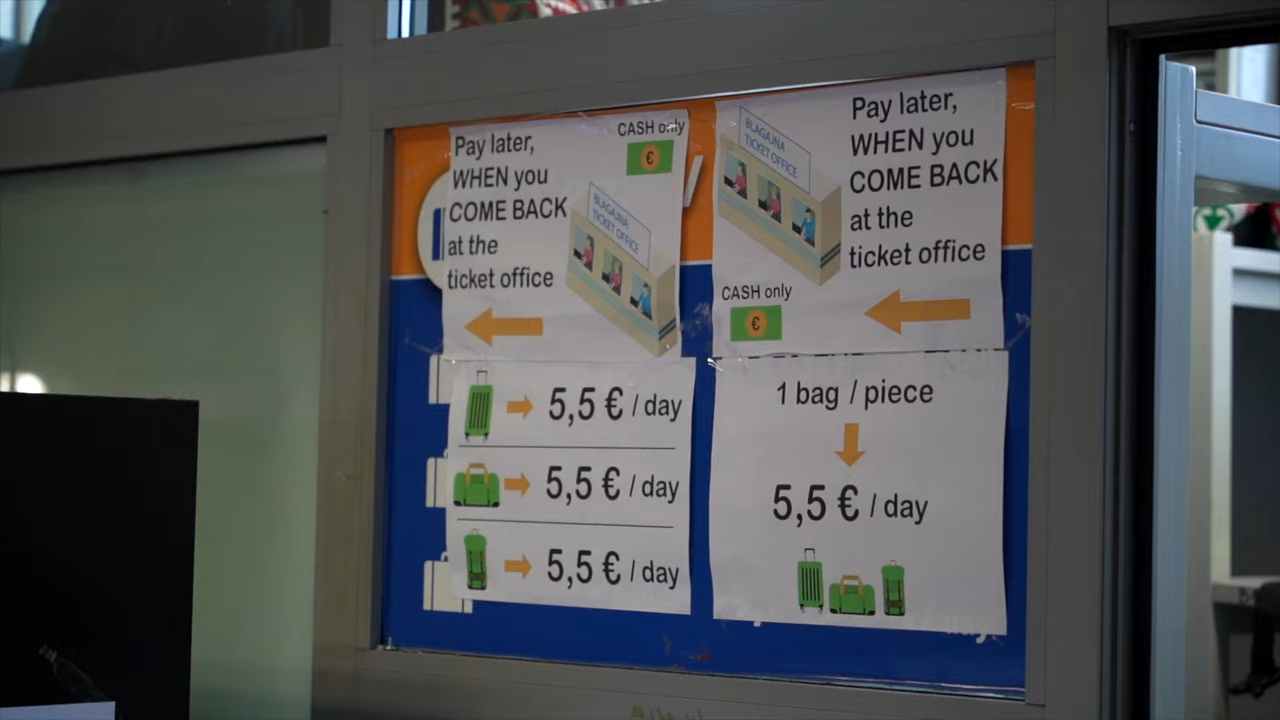 Pay later,
WHEN you
COME BACK
at the
ticket office
CASH only
€
BLAGAJNA
TICKET OFFICE
5,5 € / day
5,5 € / day
5,5 € / day
BLAGAJNA
TICKET OFFICE
Pay later,
WHEN you
COME BACK
at the
ticket office
CASH only
€
1 bag / piece
5,5 € / day